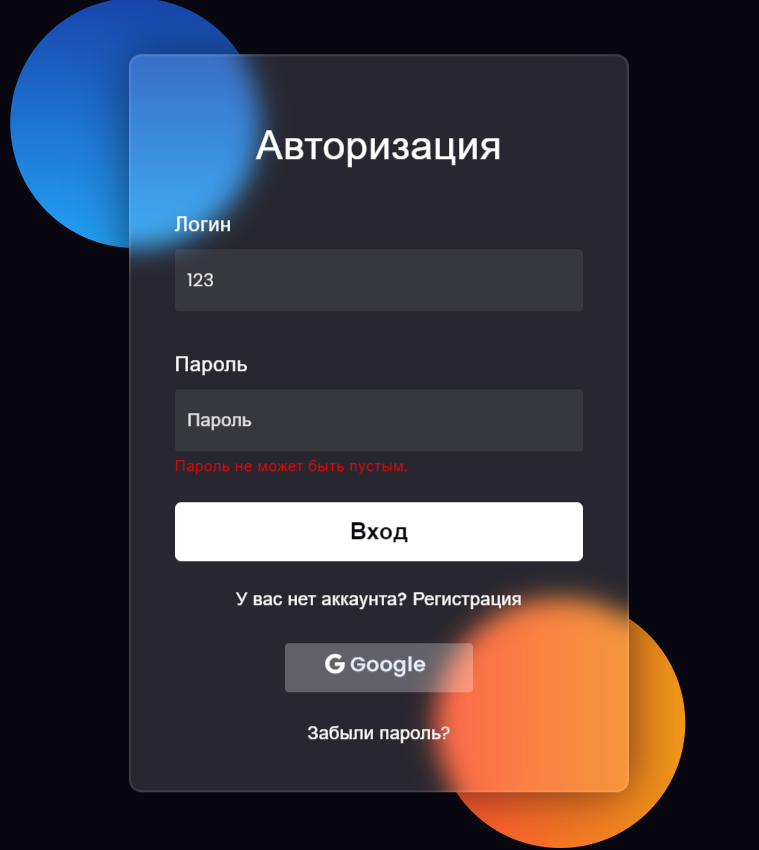 Авторизация
Логин
123
Пароль
Пароль
Пароль не может быть пустым.
Вход
У вас нет аккаунта? Регистрация
Google
Забыли пароль?